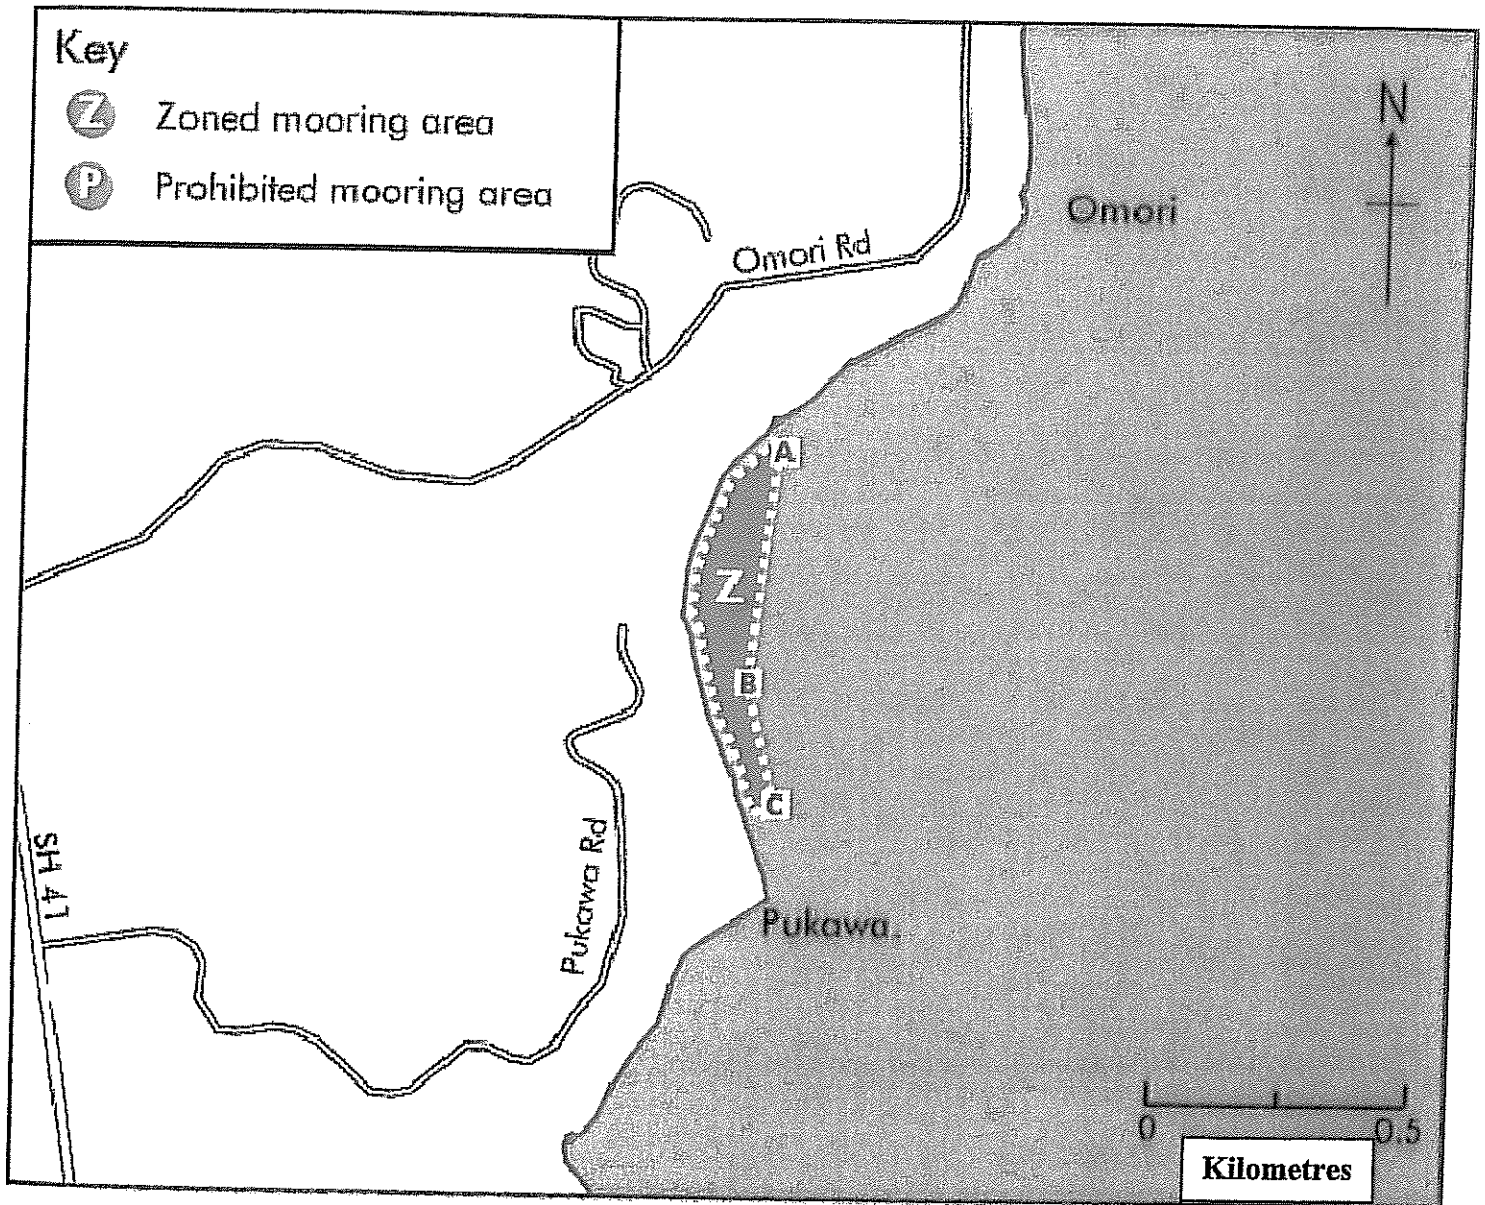 Key
Z Zoned mooring area
P Prohibited mooring area
N
Omori
Omori Rd
A
Z
B
C
Pukawa Rd
SH 41
Pukawa.
0 0.5
Kilometres